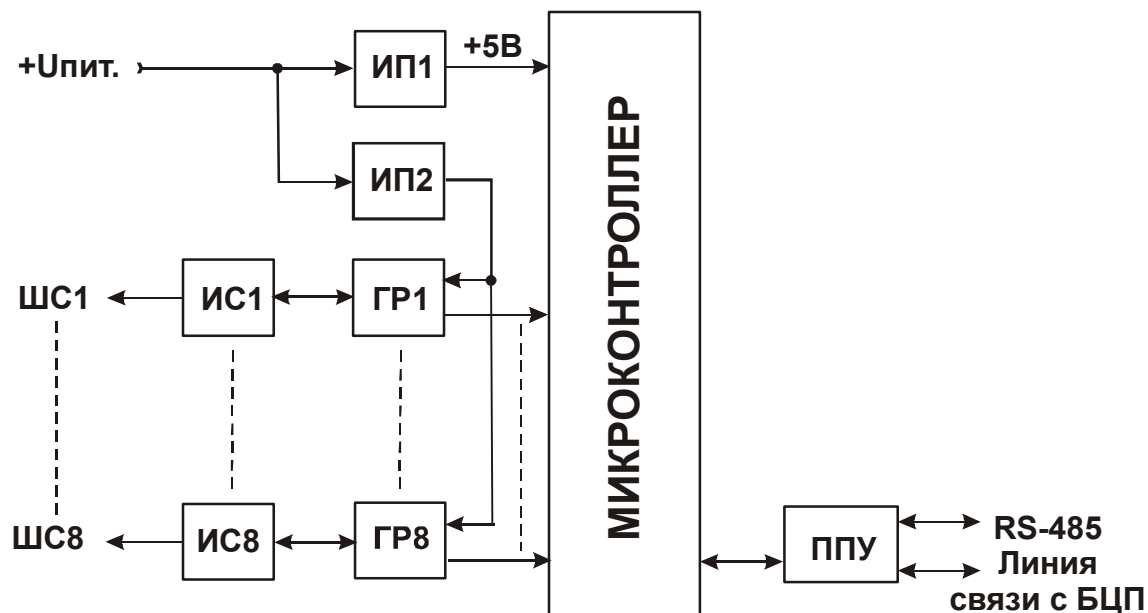 +Uпит.
ИП1
+5В
ИП2
ШС1
ИС1
ГР1
МИКРОКОНТРОЛЛЕР
ШС8
ИС8
ГР8
ППУ
RS-485
Линия
связи с БЦП